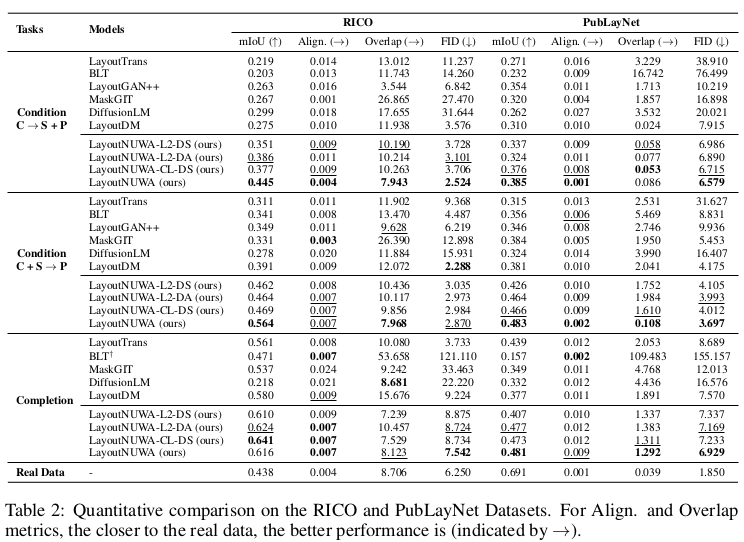 Tasks Models RICO PubLayNet
mIoU (↑) Align. (→) Overlap (→) FID (↓) mIoU (↑) Align. (→) Overlap (→) FID (↓)
Condition C → S + P
LayoutTrans 0.219 0.014 13.012 11.237 0.271 0.016 3.229 38.910
BLT 0.203 0.013 11.743 14.260 0.232 0.009 16.742 76.499
LayoutGAN++ 0.263 0.016 3.544 6.842 0.354 0.011 1.713 10.219
MaskGIT 0.267 0.001 26.865 27.470 0.320 0.004 1.857 16.898
DiffusionLM 0.299 0.018 17.655 31.644 0.262 0.027 3.532 20.021
LayoutDM 0.275 0.010 11.938 3.576 0.310 0.010 0.024 7.915
LayoutNUWA-L2-DS (ours) 0.351 0.009 10.190 3.728 0.337 0.009 0.058 6.986
LayoutNUWA-L2-DA (ours) 0.386 0.011 10.214 3.101 0.324 0.011 0.077 6.890
LayoutNUWA-CL-DS (ours) 0.377 0.009 10.263 3.706 0.376 0.008 0.053 6.715
LayoutNUWA (ours) 0.445 0.004 7.943 2.524 0.385 0.001 0.086 6.579
Condition C + S → P
LayoutTrans 0.311 0.011 11.902 9.368 0.315 0.013 2.531 31.627
BLT 0.341 0.008 13.470 4.487 0.356 0.006 5.469 8.831
LayoutGAN++ 0.349 0.011 9.628 6.219 0.346 0.008 2.746 9.936
MaskGIT 0.331 0.003 26.390 12.898 0.384 0.005 1.950 5.453
DiffusionLM 0.278 0.020 11.884 15.931 0.324 0.014 3.990 16.407
LayoutDM 0.391 0.009 12.072 2.288 0.381 0.010 2.041 4.175
LayoutNUWA-L2-DS (ours) 0.462 0.008 10.436 3.035 0.426 0.010 1.752 4.105
LayoutNUWA-L2-DA (ours) 0.464 0.007 10.117 2.973 0.464 0.009 1.984 3.993
LayoutNUWA-CL-DS (ours) 0.469 0.007 9.856 2.984 0.466 0.009 1.610 4.012
LayoutNUWA (ours) 0.564 0.007 7.968 2.870 0.483 0.002 0.108 3.697
Completion
LayoutTrans 0.561 0.008 10.080 3.733 0.439 0.012 2.053 8.689
BLT† 0.471 0.007 53.658 121.110 0.157 0.002 109.483 155.157
MaskGIT 0.537 0.024 9.242 33.463 0.349 0.011 4.768 12.013
DiffusionLM 0.218 0.021 8.681 22.220 0.332 0.012 4.436 16.576
LayoutDM 0.580 0.009 15.676 9.224 0.377 0.011 1.891 7.570
LayoutNUWA-L2-DS (ours) 0.610 0.009 7.239 8.875 0.407 0.010 1.337 7.337
LayoutNUWA-L2-DA (ours) 0.624 0.007 10.457 8.724 0.477 0.012 1.383 7.169
LayoutNUWA-CL-DS (ours) 0.641 0.007 7.529 8.734 0.473 0.012 1.311 7.233
LayoutNUWA (ours) 0.616 0.007 8.123 7.542 0.481 0.009 1.292 6.929
Real Data - 0.438 0.004 8.706 6.250 0.691 0.001 0.039 1.850
Table 2: Quantitative comparison on the RICO and PubLayNet Datasets. For Align. and Overlap
metrics, the closer to the real data, the better performance is (indicated by →).